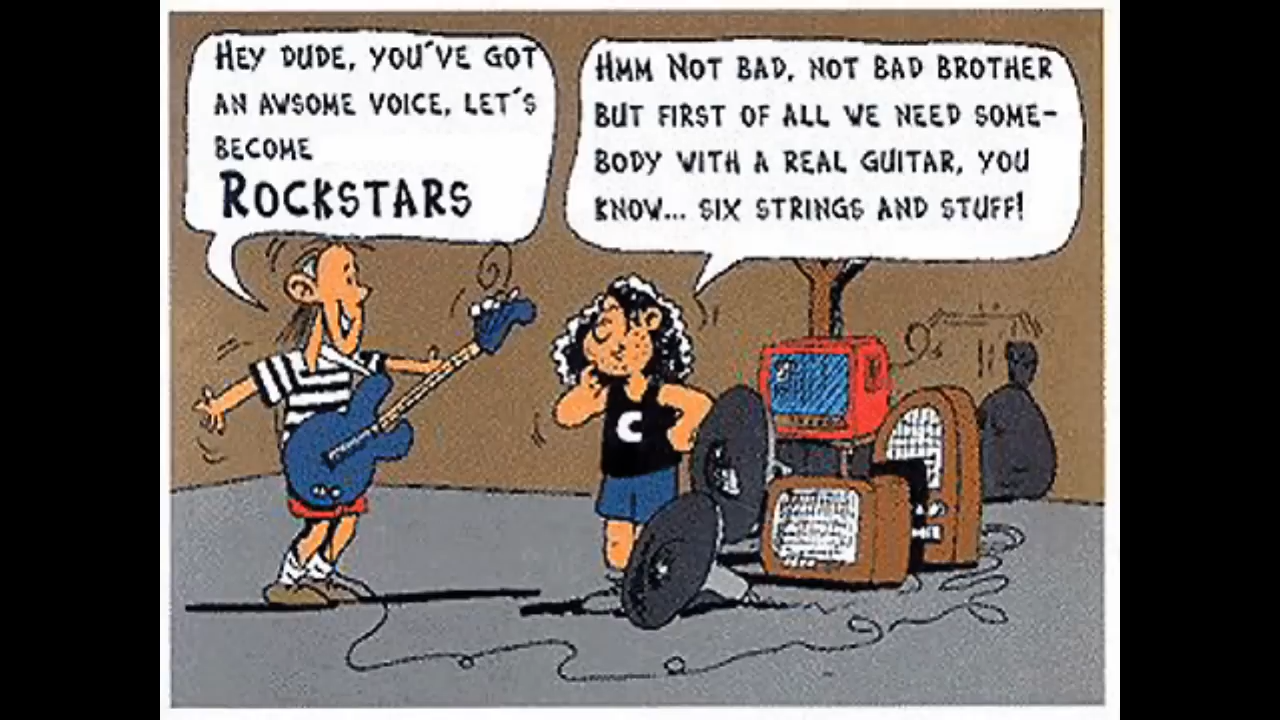 HEY DUDE, YOU'VE GOT
AN AWSOME VOICE, LET'S
BECOME
ROCKSTARS
HMM NOT BAD, NOT BAD BROTHER
BUT FIRST OF ALL WE NEED SOME-
BODY WITH A REAL GUITAR, YOU
KNOW... SIX STRINGS AND STUFF!
C